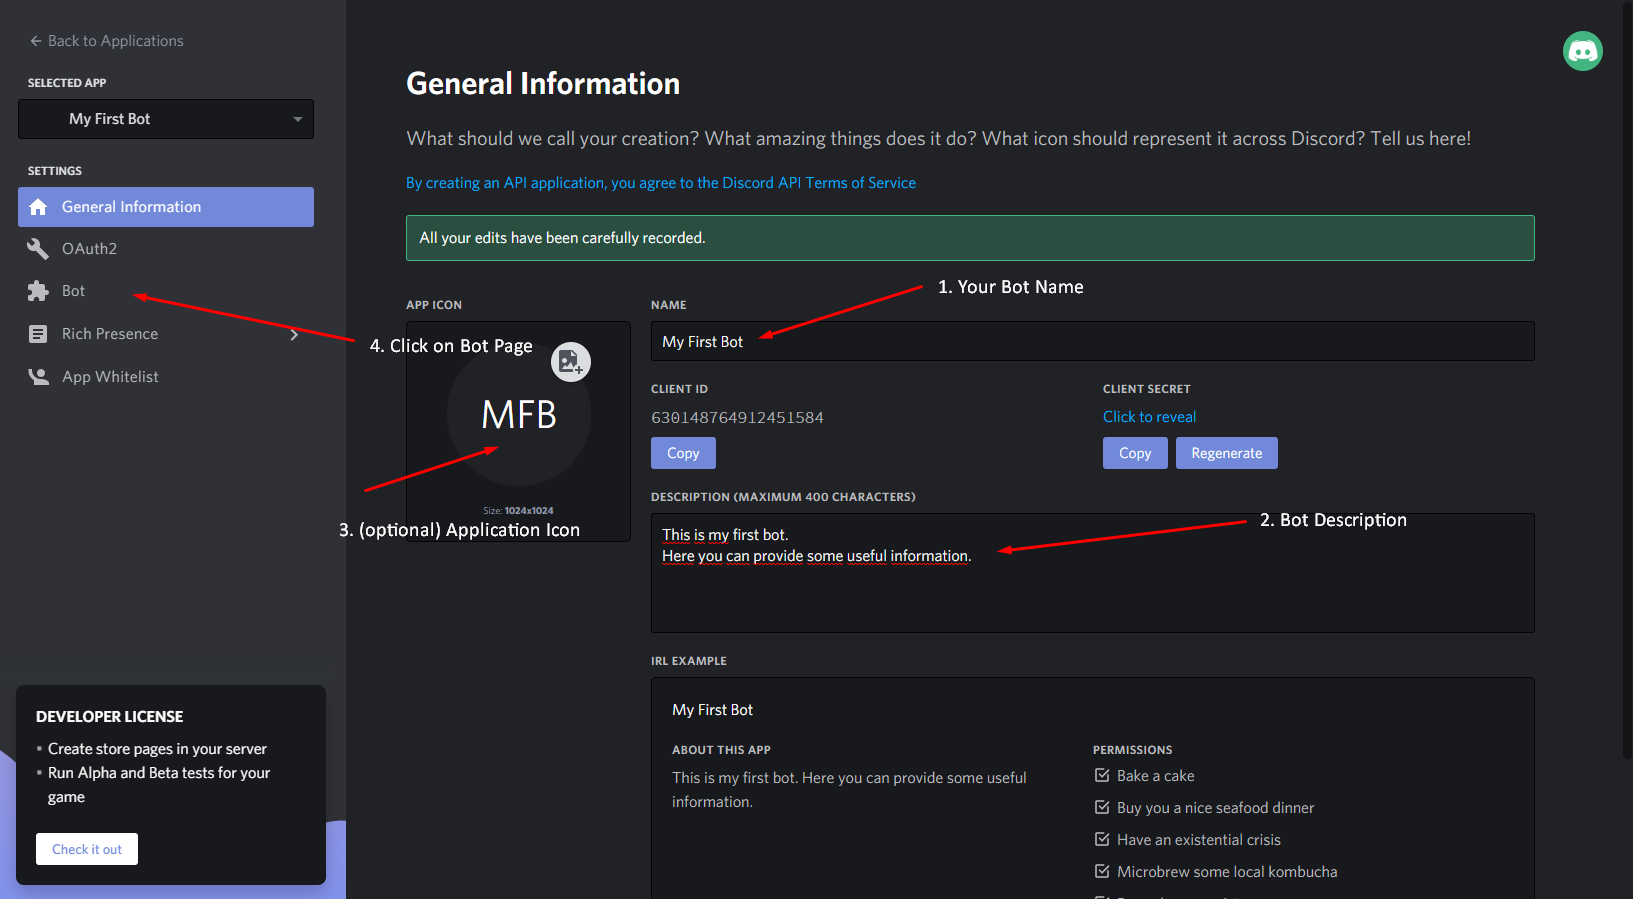 Back to Applications
SELECTED APP
My First Bot
SETTINGS
General Information
OAuth2
Bot
Rich Presence
App Whitelist
DEVELOPER LICENSE
• Create store pages in your server
• Run Alpha and Beta tests for your
game
Check it out
General Information
What should we call your creation? What amazing things does it do? What icon should represent it across Discord? Tell us here!
By creating an API application, you agree to the Discord API Terms of Service
All your edits have been carefully recorded.
1. Your Bot Name
APP ICON
4. Click on Bot Page
MFB
Size: 1024x1024
3. (optional) Application Icon
NAME
My First Bot
CLIENT ID
630148764912451584
Copy
CLIENT SECRET
Click to reveal
Copy
Regenerate
DESCRIPTION (MAXIMUM 400 CHARACTERS)
2. Bot Description
This is my first bot.
Here you can provide some useful information.
IRL EXAMPLE
My First Bot
ABOUT THIS APP
This is my first bot. Here you can provide some useful
information.
PERMISSIONS
Bake a cake
Buy you a nice seafood dinner
Have an existential crisis
Microbrew some local kombucha